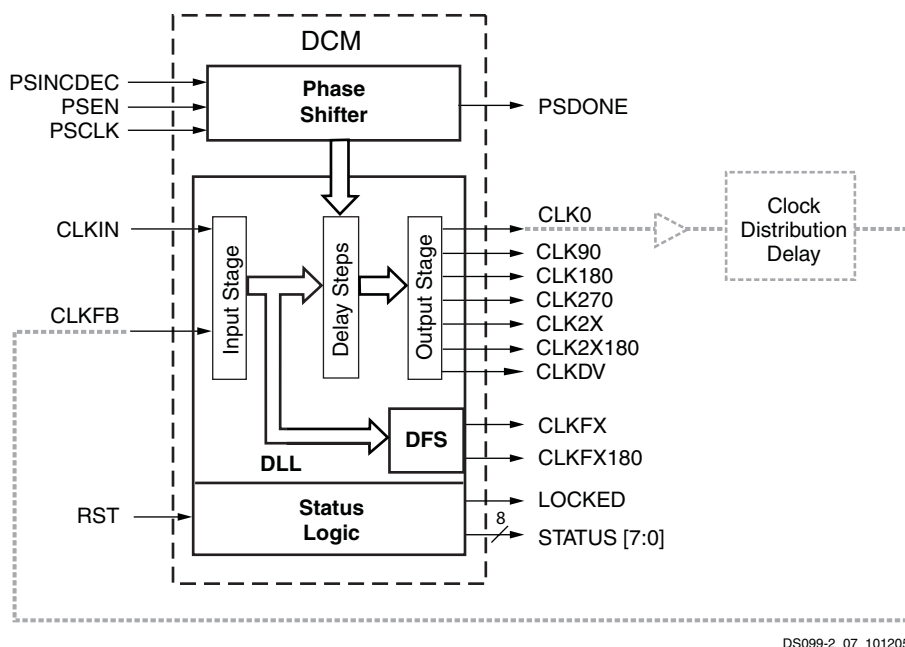 DCM
PSINCDEC
PSEN
PSCLK
Phase
Shifter
PSDONE
CLKIN
CLKFB
Input Stage
Delay Steps
Output Stage
CLK0
CLK90
CLK180
CLK270
CLK2X
CLK2X180
CLKDV
Clock
Distribution
Delay
DFS
CLKFX
CLKFX180
DLL
RST
Status
Logic
LOCKED
8
STATUS [7:0]
DS099-2_07_101205